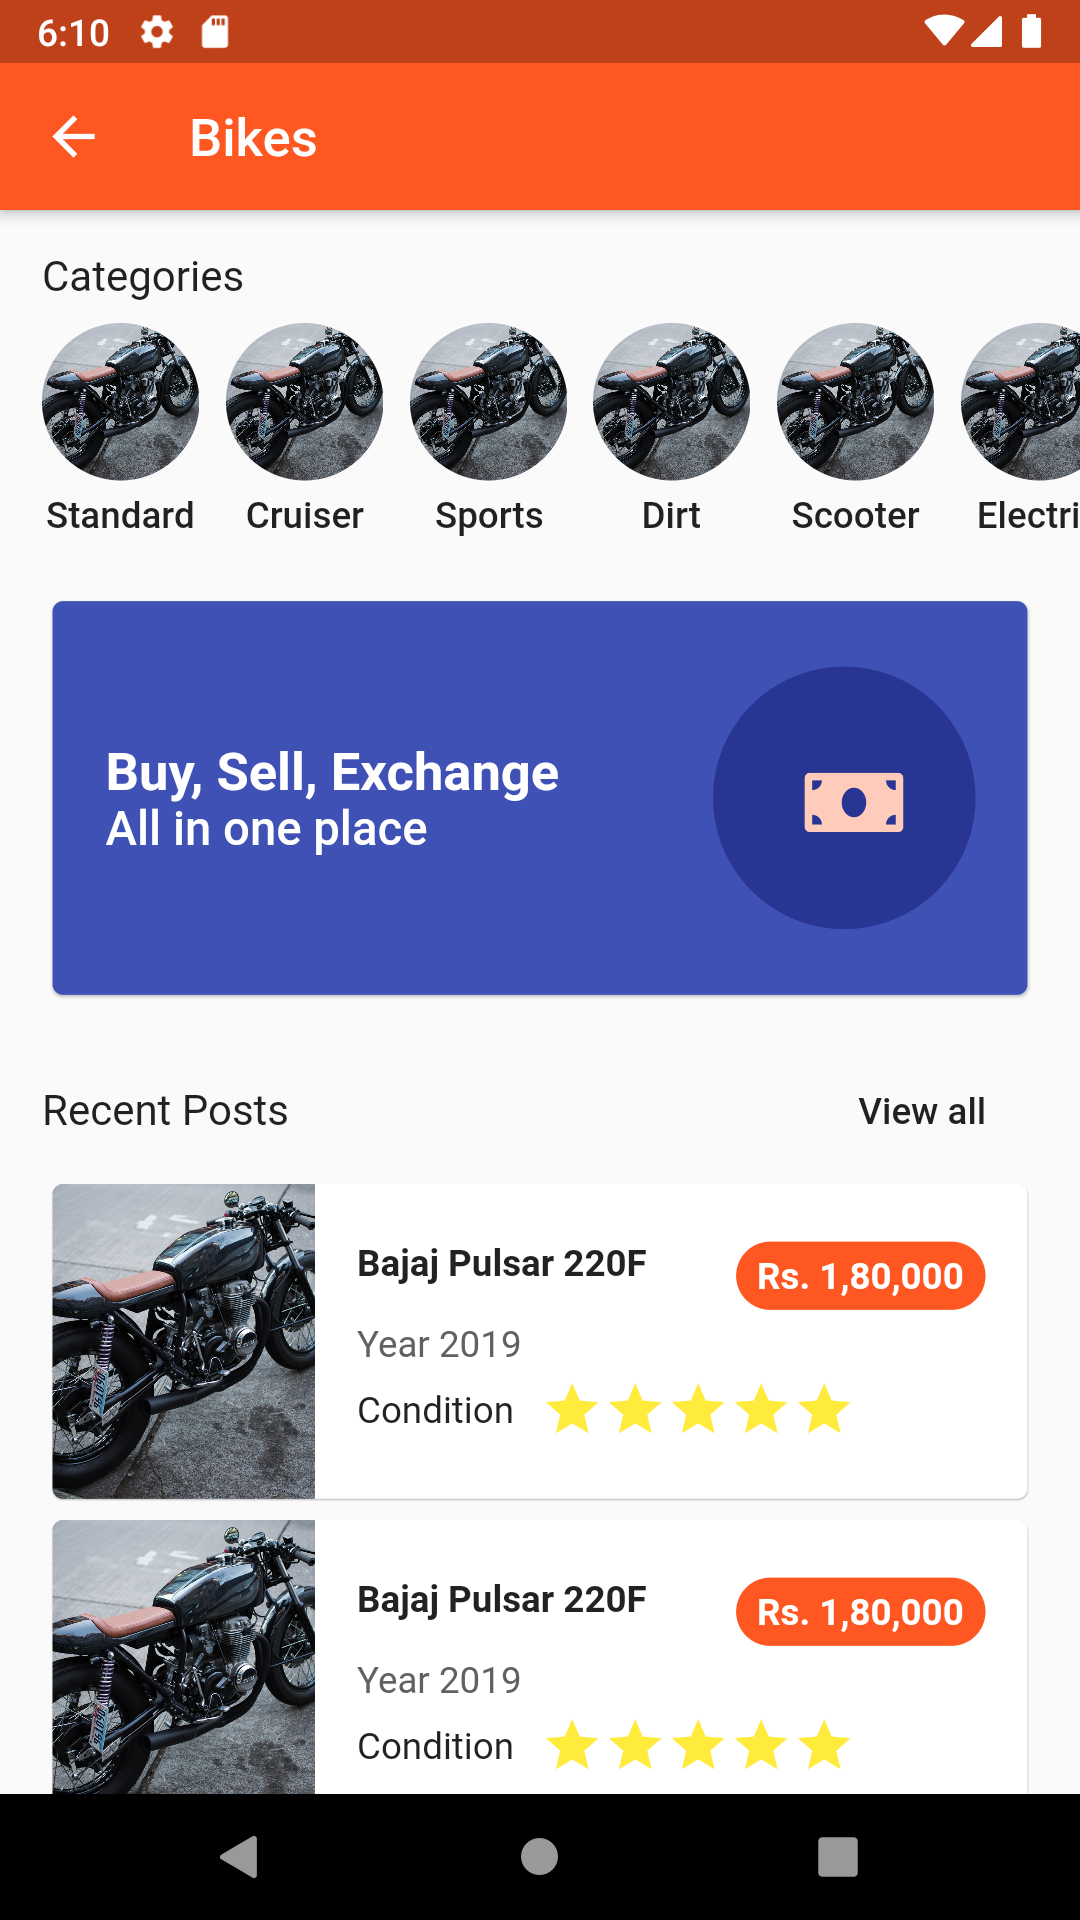 6:10
Bikes
Categories
Standard Cruiser Sports Dirt Scooter Electri
Buy, Sell, Exchange
All in one place
Recent Posts View all
Bajaj Pulsar 220F Rs. 1,80,000
Year 2019
Condition
Bajaj Pulsar 220F Rs. 1,80,000
Year 2019
Condition